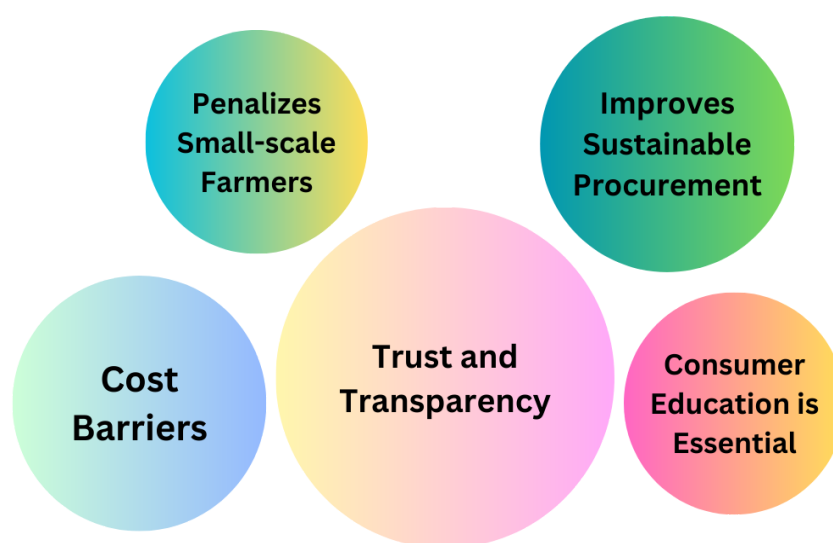 Penalizes
Small-scale
Farmers
Improves
Sustainable
Procurement
Cost
Barriers
Trust and
Transparency
Consumer
Education is
Essential